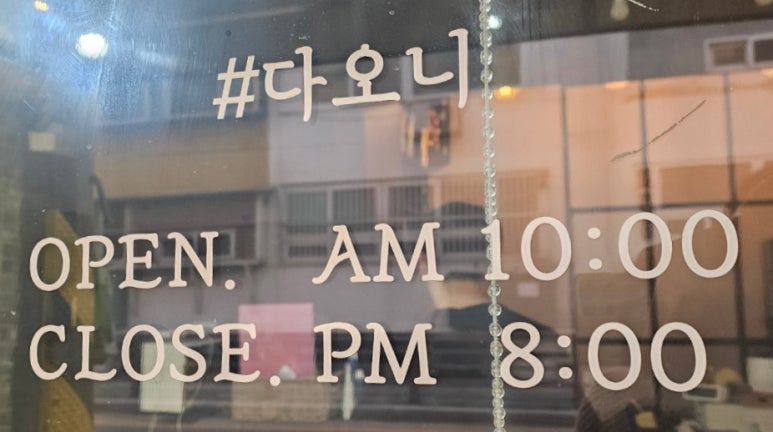 #다오니
OPEN. AM 10:00
CLOSE. PM 8:00